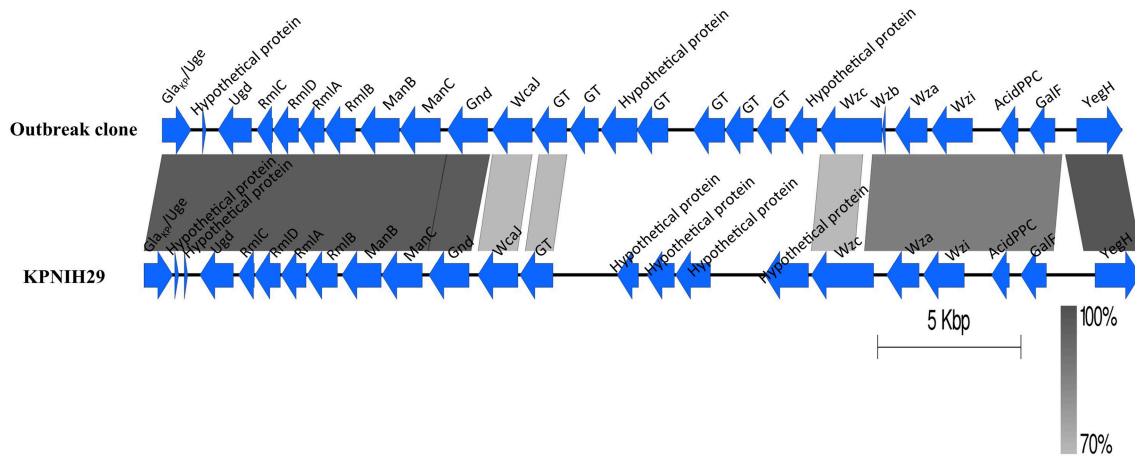 Gla_KP/Uge Hypothetical protein Ugd RmlC RmlD RmlA RmlB ManB ManC Gnd WcaJ GT GT Hypothetical protein GT GT GT GT Hypothetical protein Wzc Wzb Wza Wzi AcidPPC GalF YegH
Outbreak clone
Gla_KP/Uge Hypothetical protein Hypothetical protein Ugd RmlC RmlD RmlA RmlB ManB ManC Gnd WcaJ GT Hypothetical protein Hypothetical protein Hypothetical protein Hypothetical protein Wzc Wza Wzi AcidPPC GalF YegH
KPNIH29
5 Kbp
100%
70%